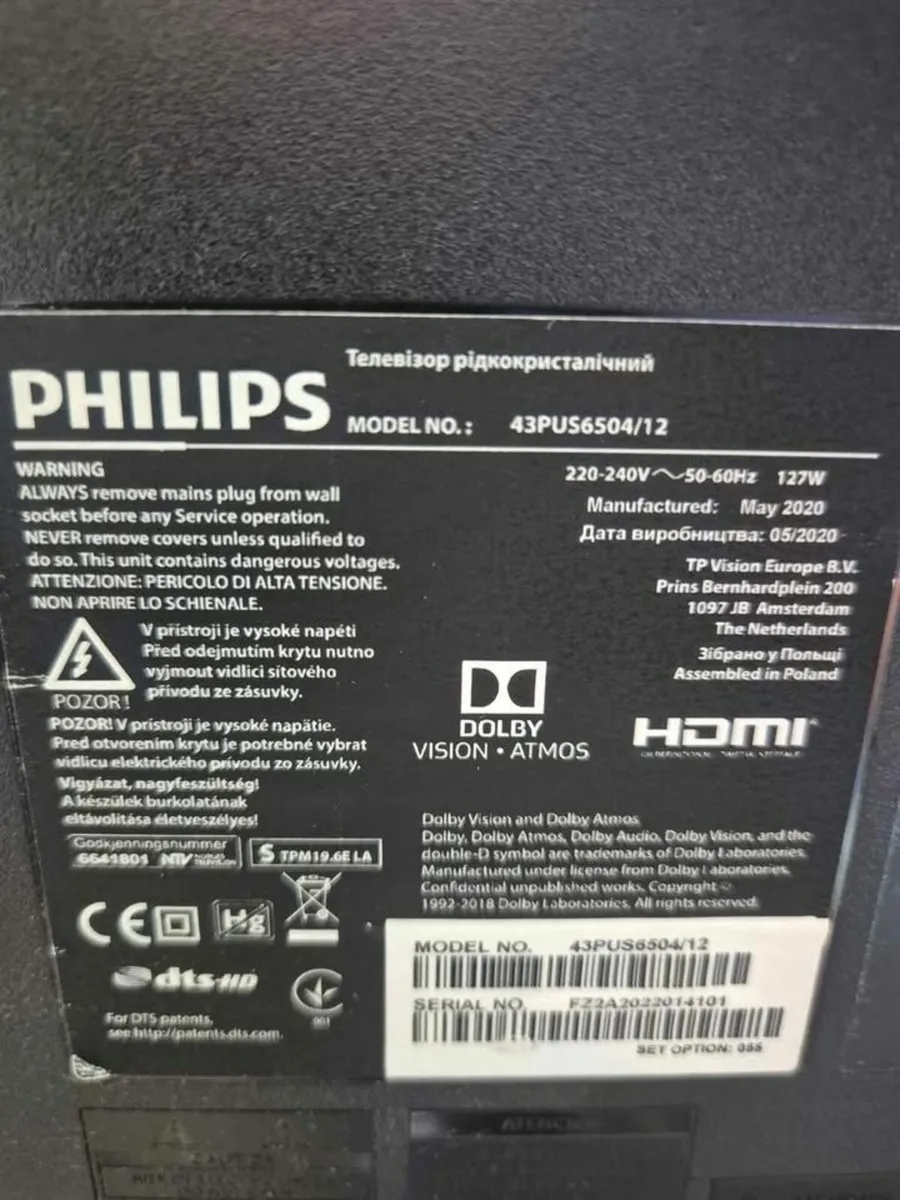 Телевізор рідкокристалічний
PHILIPS
MODEL NO.: 43PUS6504/12
WARNING
ALWAYS remove mains plug from wall
socket before any Service operation.
NEVER remove covers unless qualified to
do so. This unit contains dangerous voltages.
ATTENZIONE: PERICOLO DI ALTA TENSIONE.
NON APRIRE LO SCHIENALE.
220-240V~50-60Hz 127W
Manufactured: May 2020
Дата виробництва: 05/2020
TP Vision Europe B.V.
Prins Bernhardplein 200
1097 JB Amsterdam
The Netherlands
Зібрано у Польщі
Assembled in Poland
V přístroji je vysoké napětí
Před odejmutím krytu nutno
vyjmout vidlici síťového
přívodu ze zásuvky.
POZOR!
POZOR! V prístroji je vysoké napätie.
Pred otvorením krytu je potrebné vybrat
vidlicu elektrického prívodu zo zásuvky.
Vigyázat, nagyfeszültség!
A készülek burkolatának
eltávolitása életveszélyes!
DOLBY
VISION • ATMOS
HDMI
Godkjenningsnummer
6641801 NTV
S TPM19.6E LA
CE
Hg
dts-HD
For DTS patents,
see http://patents.dts.com.
Dolby Vision and Dolby Atmos
Dolby, Dolby Atmos, Dolby Audio, Dolby Vision, and the
double-D symbol are trademarks of Dolby Laboratories.
Manufactured under license from Dolby Laboratories.
Confidential unpublished works. Copyright ©
1992-2018 Dolby Laboratories. All rights reserved.
MODEL NO. 43PUS6504/12
SERIAL NO. FZ2A2022014101
SET OPTION: 055